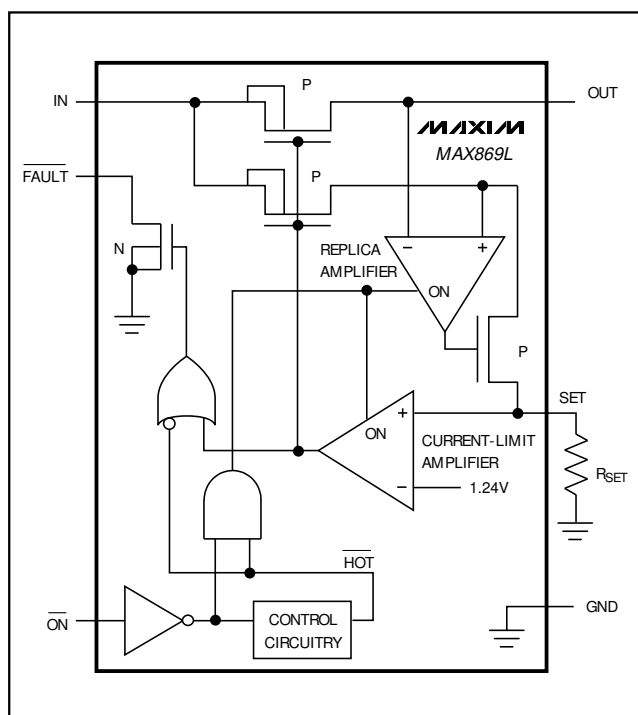 P
IN
OUT
MAXIM
MAX869L
FAULT
P
N
REPLICA
AMPLIFIER
−
+
ON
P
SET
+
ON
CURRENT-LIMIT
AMPLIFIER
−
1.24V
RSET
HOT
ON
CONTROL
CIRCUITRY
GND